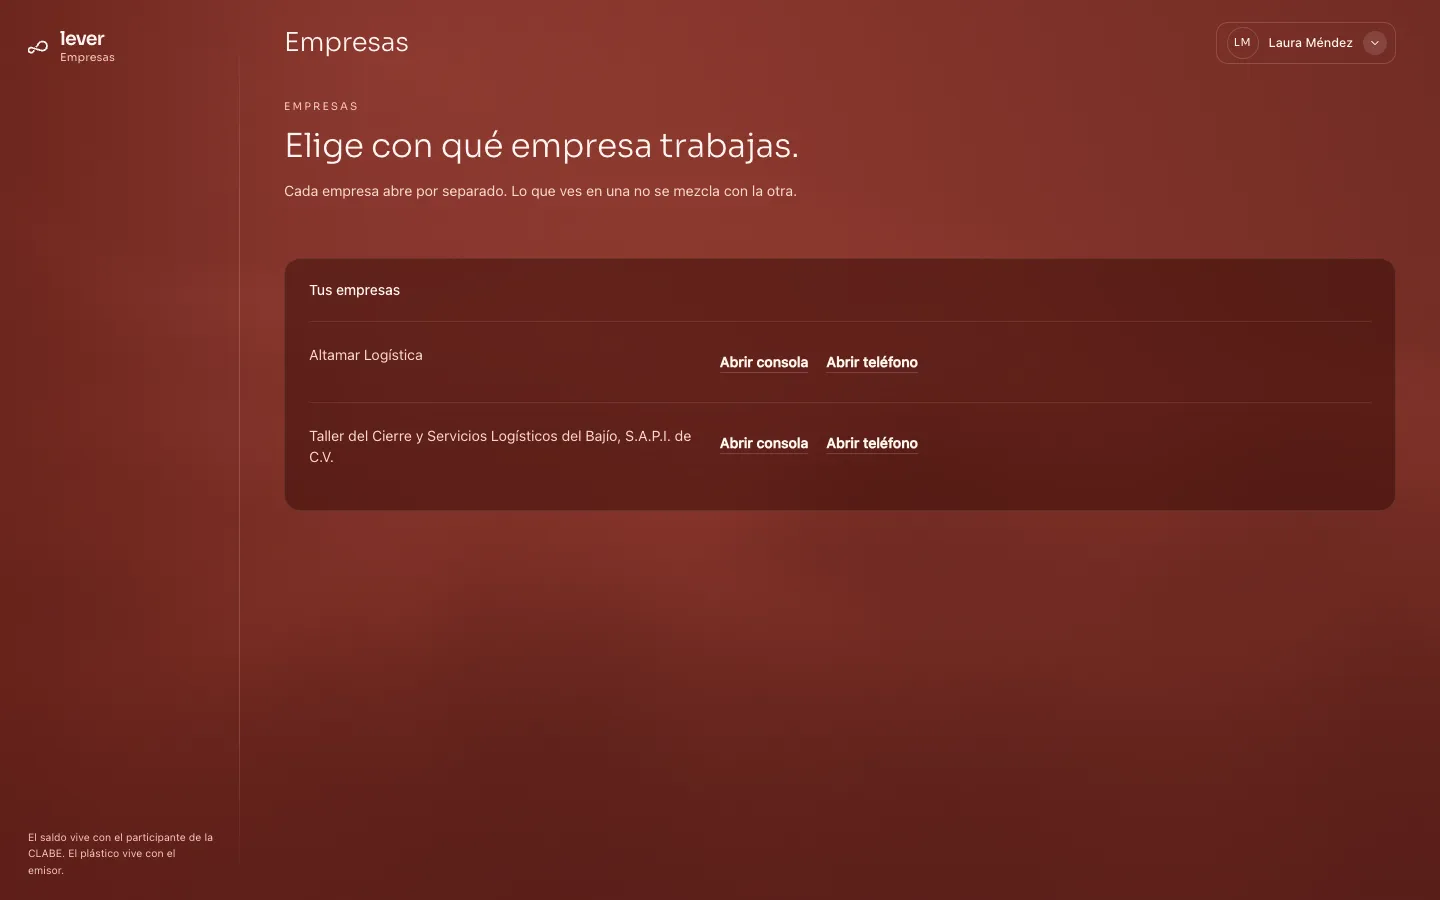 lever
Empresas
Empresas
LM
Laura Méndez
EMPRESAS
Elige con qué empresa trabajas.
Cada empresa abre por separado. Lo que ves en una no se mezcla con la otra.
Tus empresas
Altamar Logística
Abrir consola
Abrir teléfono
Taller del Cierre y Servicios Logísticos del Bajío, S.A.P.I. de
C.V.
Abrir consola
Abrir teléfono
El saldo vive con el participante de la
CLABE. El plástico vive con el
emisor.